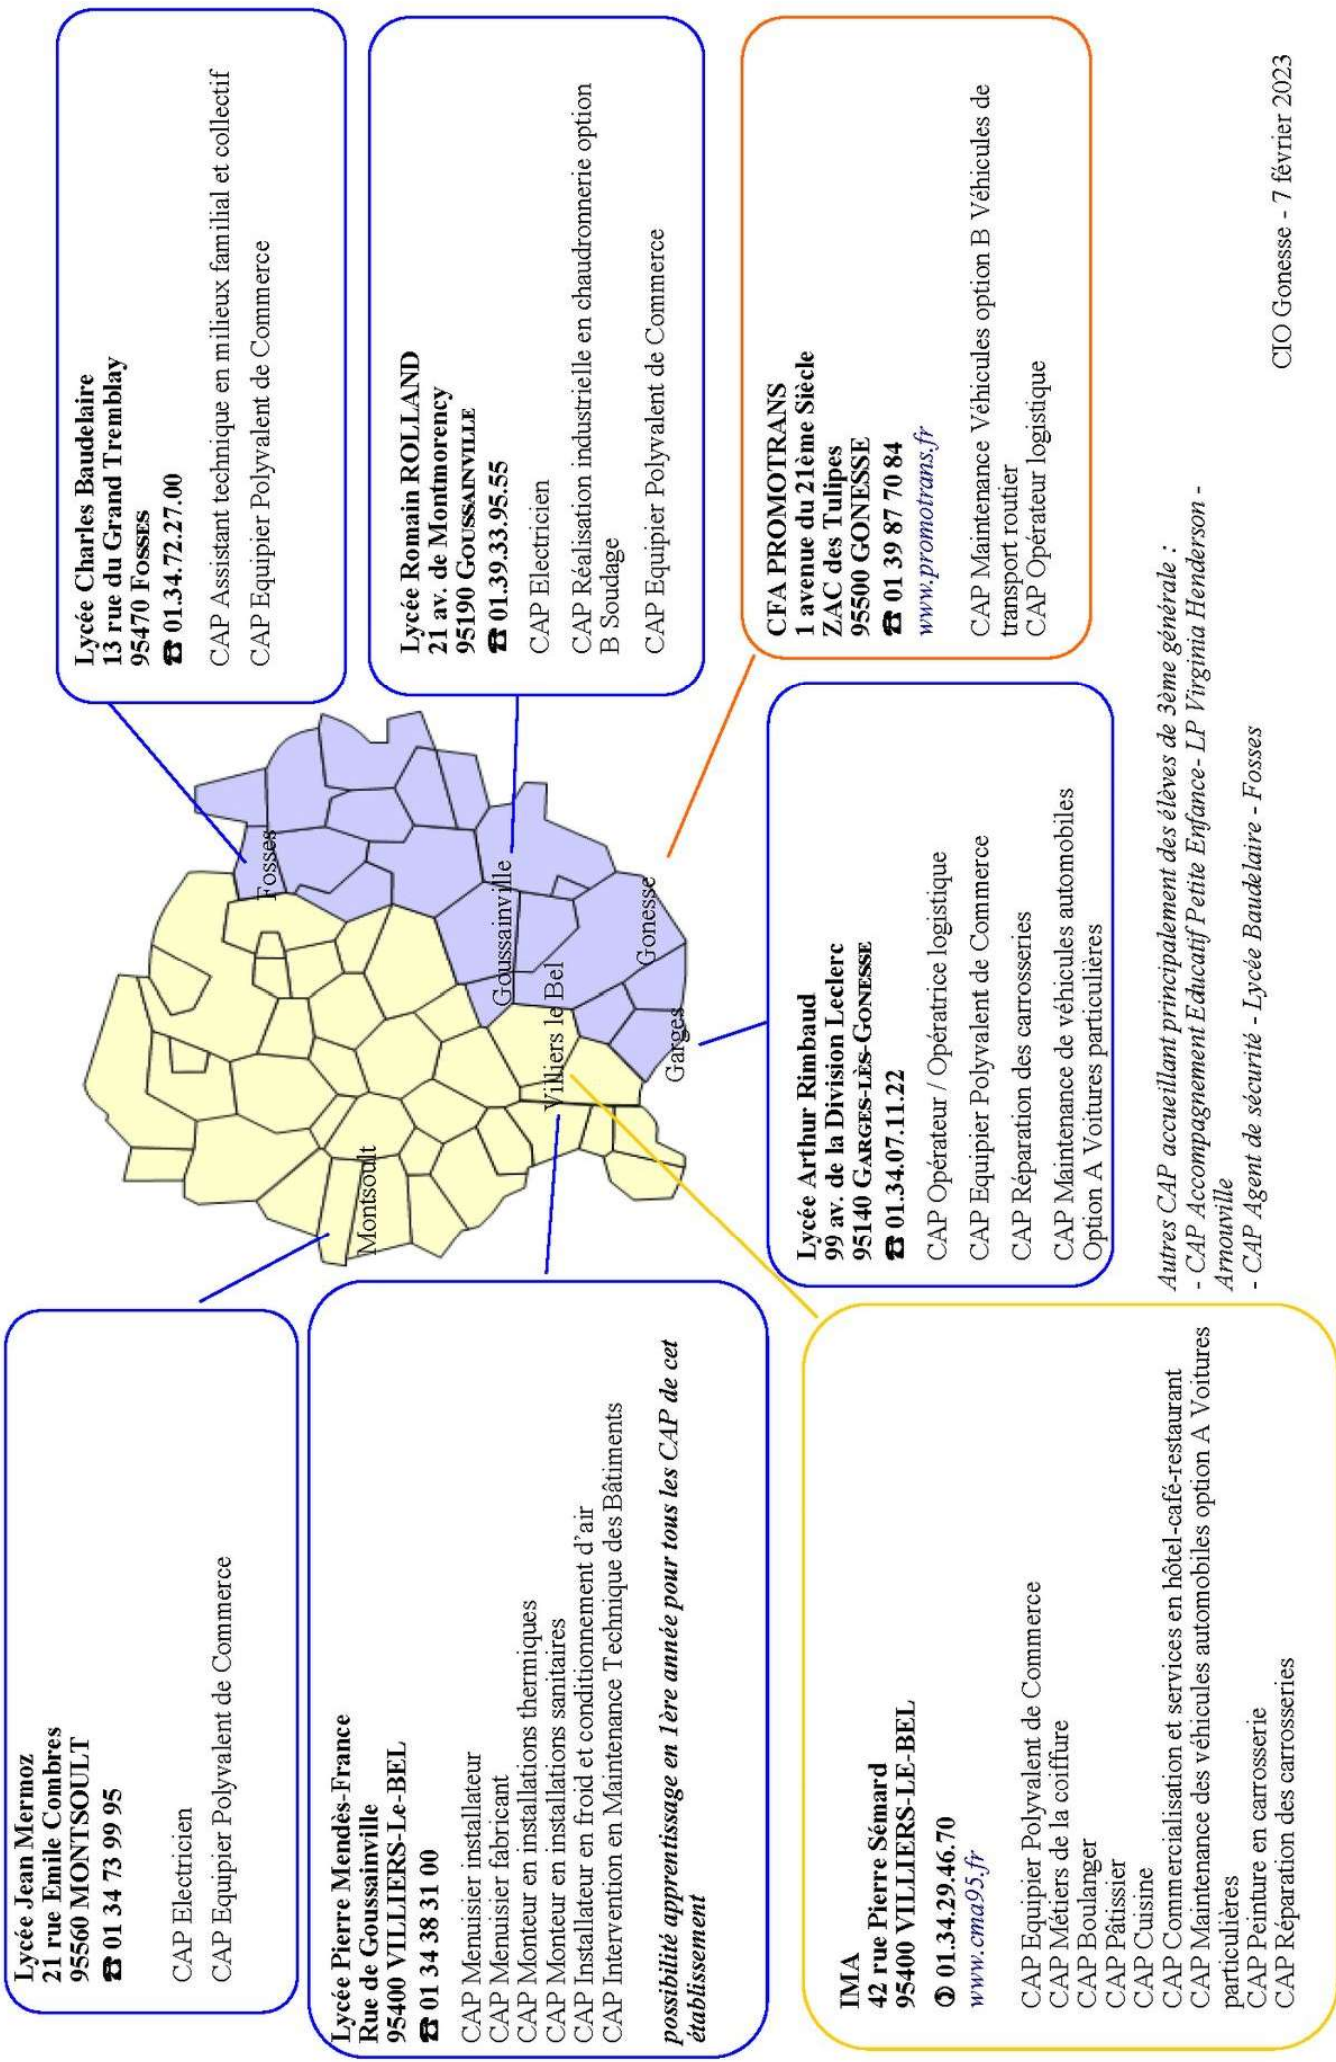 Lycée Jean Mermoz
21 rue Emile Combres
95560 MONTSOULT
☎ 01 34 73 99 95
CAP Electricien
CAP Equipier Polyvalent de Commerce
Lycée Pierre Mendès-France
Rue de Goussainville
95400 VILLIERS-Le-BEL
☎ 01 34 38 31 00
CAP Menuisier installateur
CAP Menuisier fabricant
CAP Monteur en installations thermiques
CAP Monteur en installations sanitaires
CAP Installateur en froid et conditionnement d'air
CAP Intervention en Maintenance Technique des Bâtiments
possibilité apprentissage en 1ère année pour tous les CAP de cet
établissement
IMA
42 rue Pierre Sémard
95400 VILLIERS-LE-BEL
✆ 01.34.29.46.70
www.cma95.fr
CAP Equipier Polyvalent de Commerce
CAP Métiers de la coiffure
CAP Boulanger
CAP Pâtissier
CAP Cuisine
CAP Commercialisation et services en hôtel-café-restaurant
CAP Maintenance des véhicules automobiles option A Voitures
particulières
CAP Peinture en carrosserie
CAP Réparation des carrosseries
Montsoult
Fosses
Goussainville
Villiers le Bel
Gonesse
Garges
Lycée Charles Baudelaire
13 rue du Grand Tremblay
95470 FOSSES
☎ 01.34.72.27.00
CAP Assistant technique en milieux familial et collectif
CAP Equipier Polyvalent de Commerce
Lycée Romain ROLLAND
21 av. de Montmorency
95190 GOUSSAINVILLE
☎ 01.39.33.95.55
CAP Electricien
CAP Réalisation industrielle en chaudronnerie option
B Soudage
CAP Equipier Polyvalent de Commerce
CFA PROMOTRANS
1 avenue du 21ème Siècle
ZAC des Tulipes
95500 GONESSE
☎ 01 39 87 70 84
www.promotrans.fr
CAP Maintenance Véhicules option B Véhicules de
transport routier
CAP Opérateur logistique
Lycée Arthur Rimbaud
99 av. de la Division Leclerc
95140 GARGES-LÈS-GONESSE
☎ 01.34.07.11.22
CAP Opérateur / Opératrice logistique
CAP Equipier Polyvalent de Commerce
CAP Réparation des carrosseries
CAP Maintenance de véhicules automobiles
Option A Voitures particulières
Autres CAP accueillant principalement des élèves de 3ème générale :
- CAP Accompagnement Educatif Petite Enfance- LP Virginia Henderson -
Arnouville
- CAP Agent de sécurité - Lycée Baudelaire - Fosses
CIO Gonesse - 7 février 2023